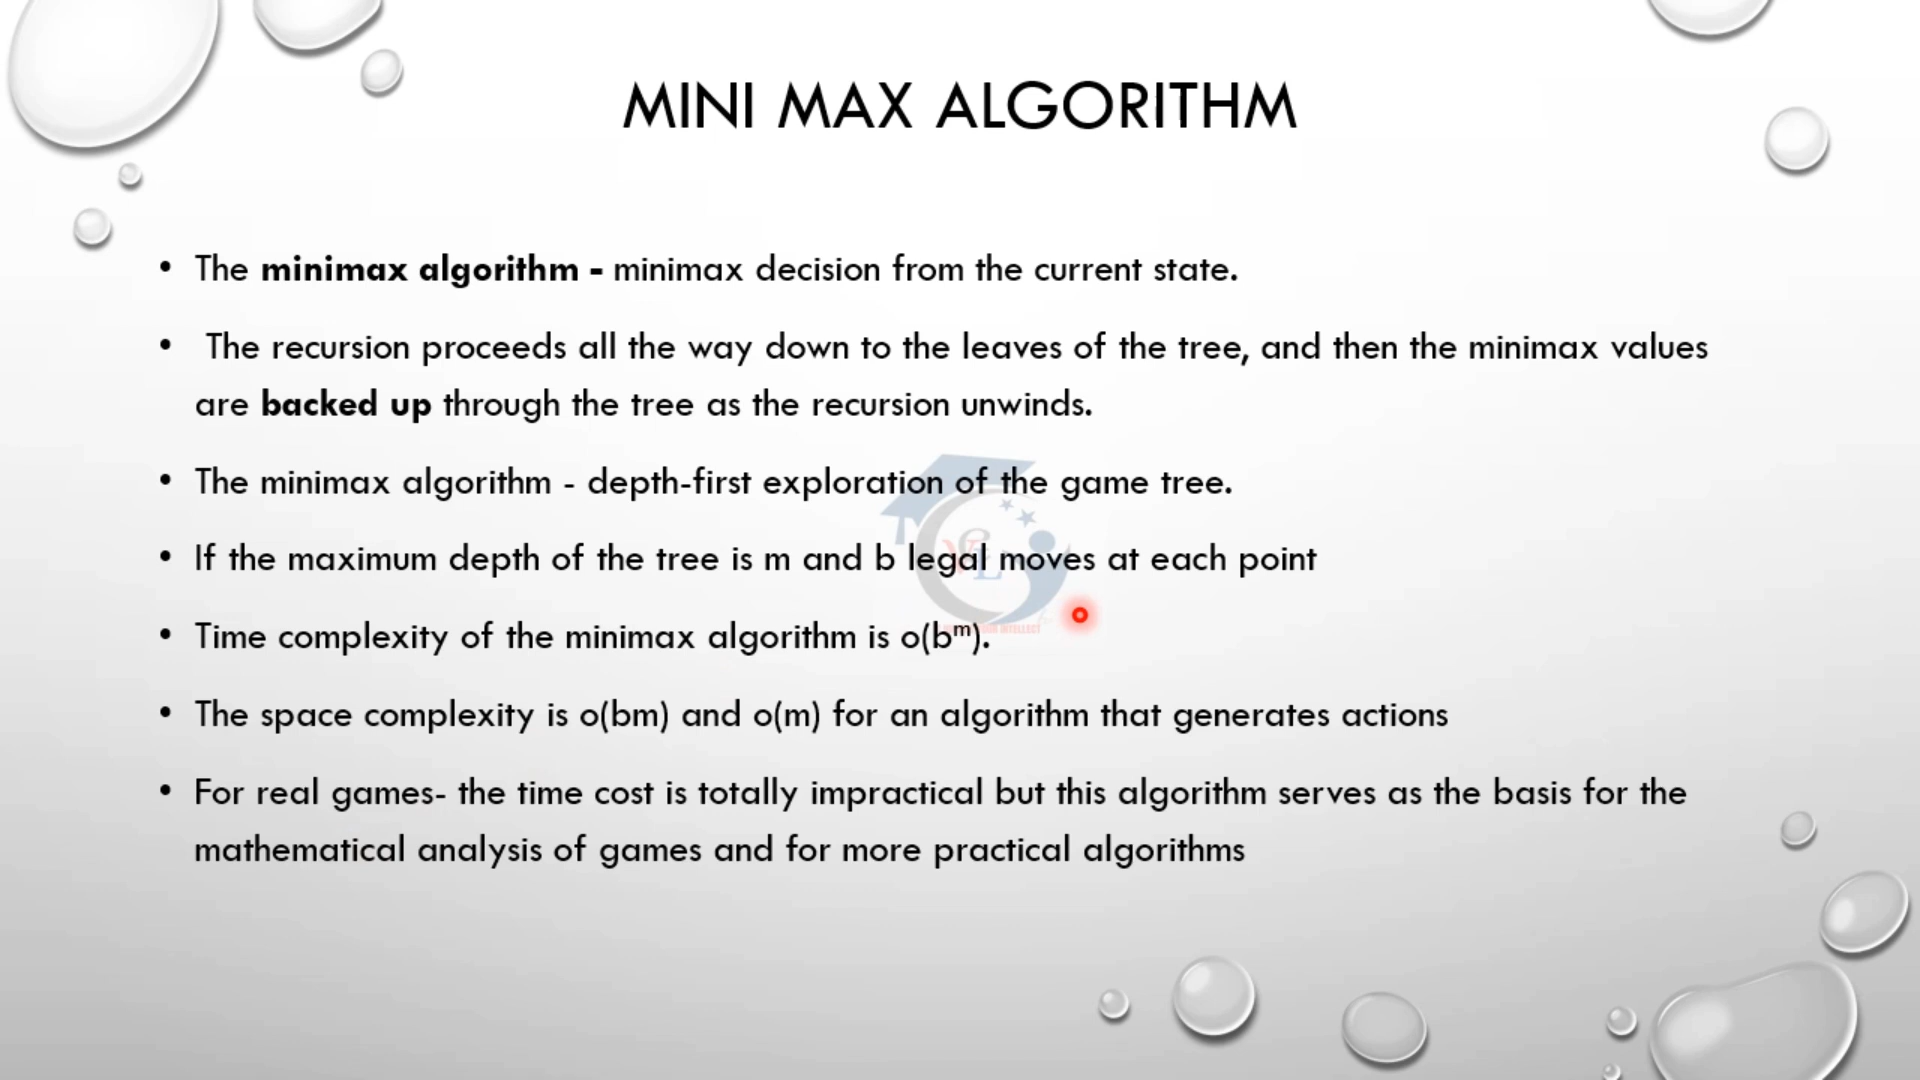 MINI MAX ALGORITHM
• The minimax algorithm - minimax decision from the current state.
• The recursion proceeds all the way down to the leaves of the tree, and then the minimax values
are backed up through the tree as the recursion unwinds.
• The minimax algorithm - depth-first exploration of the game tree.
• If the maximum depth of the tree is m and b legal moves at each point
• Time complexity of the minimax algorithm is o(bᵐ).
• The space complexity is o(bm) and o(m) for an algorithm that generates actions
• For real games- the time cost is totally impractical but this algorithm serves as the basis for the
mathematical analysis of games and for more practical algorithms